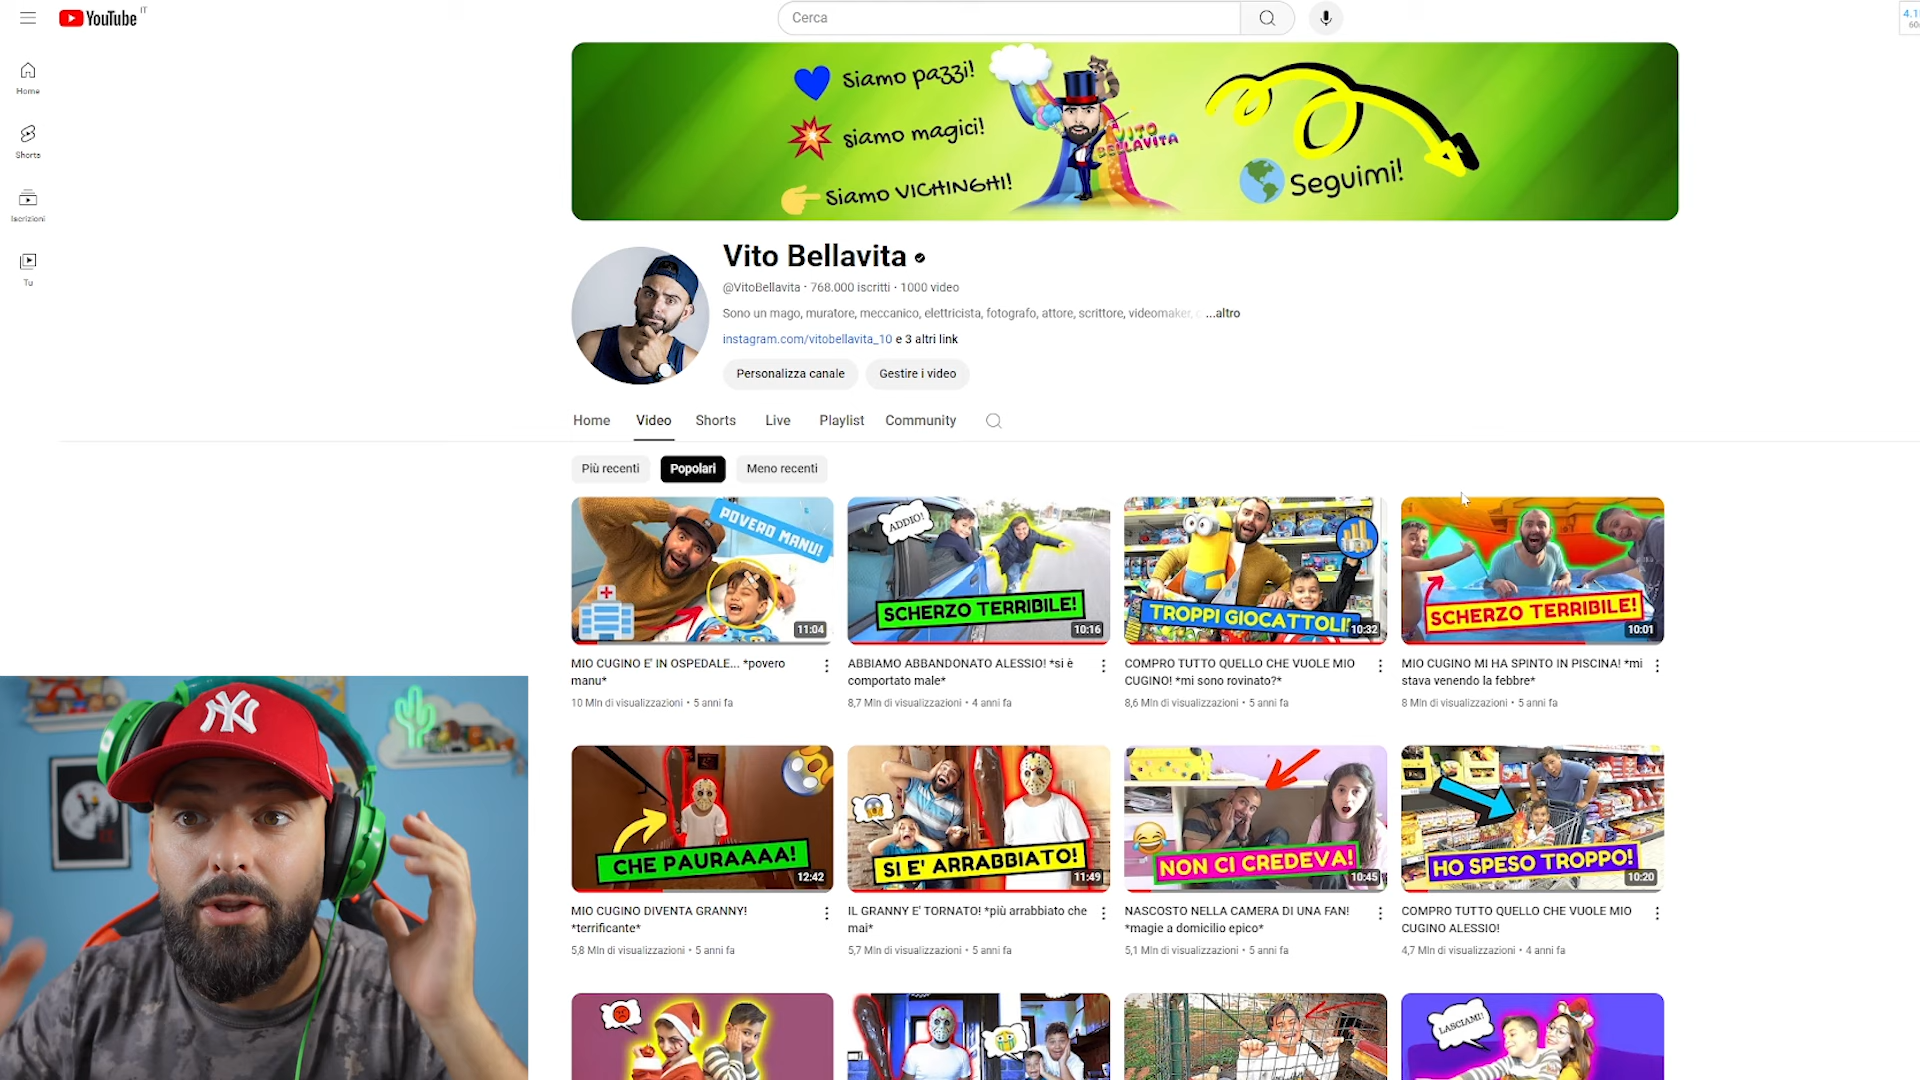 YouTube IT
Cerca
4.1
60
Home
Shorts
Iscrizioni
Tu
Siamo pazzi!
siamo magici!
Siamo VICHINGHI!
VITO
BELLAVITA
Seguimi!
Vito Bellavita
@VitoBellavita • 768.000 iscritti • 1000 video
Sono un mago, muratore, meccanico, elettricista, fotografo, attore, scrittore, videomaker, ...altro
instagram.com/vitobellavita_10 e 3 altri link
Personalizza canale
Gestire i video
Home
Video
Shorts
Live
Playlist
Community
Più recenti
Popolari
Meno recenti
POVERO MANU!
11:04
ADDIO!
SCHERZO TERRIBILE!
10:16
TROPPI GIOCATTOLI!
10:32
SCHERZO TERRIBILE!
10:01
MIO CUGINO E' IN OSPEDALE... *povero
manu*
10 Mln di visualizzazioni • 5 anni fa
ABBIAMO ABBANDONATO ALESSIO! *si è
comportato male*
8,7 Mln di visualizzazioni • 4 anni fa
COMPRO TUTTO QUELLO CHE VUOLE MIO
CUGINO! *mi sono rovinato?*
8,6 Mln di visualizzazioni • 5 anni fa
MIO CUGINO MI HA SPINTO IN PISCINA! *mi
stava venendo la febbre*
8 Mln di visualizzazioni • 5 anni fa
NY
CHE PAURAAAA!
12:42
SI E' ARRABBIATO!
11:49
NON CI CREDEVA!
10:45
HO SPESO TROPPO!
10:20
MIO CUGINO DIVENTA GRANNY!
*terrificante*
5,8 Mln di visualizzazioni • 5 anni fa
IL GRANNY E' TORNATO! *più arrabbiato che
mai*
5,7 Mln di visualizzazioni • 5 anni fa
NASCOSTO NELLA CAMERA DI UNA FAN!
*magie a domicilio epico*
5,1 Mln di visualizzazioni • 5 anni fa
COMPRO TUTTO QUELLO CHE VUOLE MIO
CUGINO ALESSIO!
4,7 Mln di visualizzazioni • 4 anni fa
LASCIAMI!